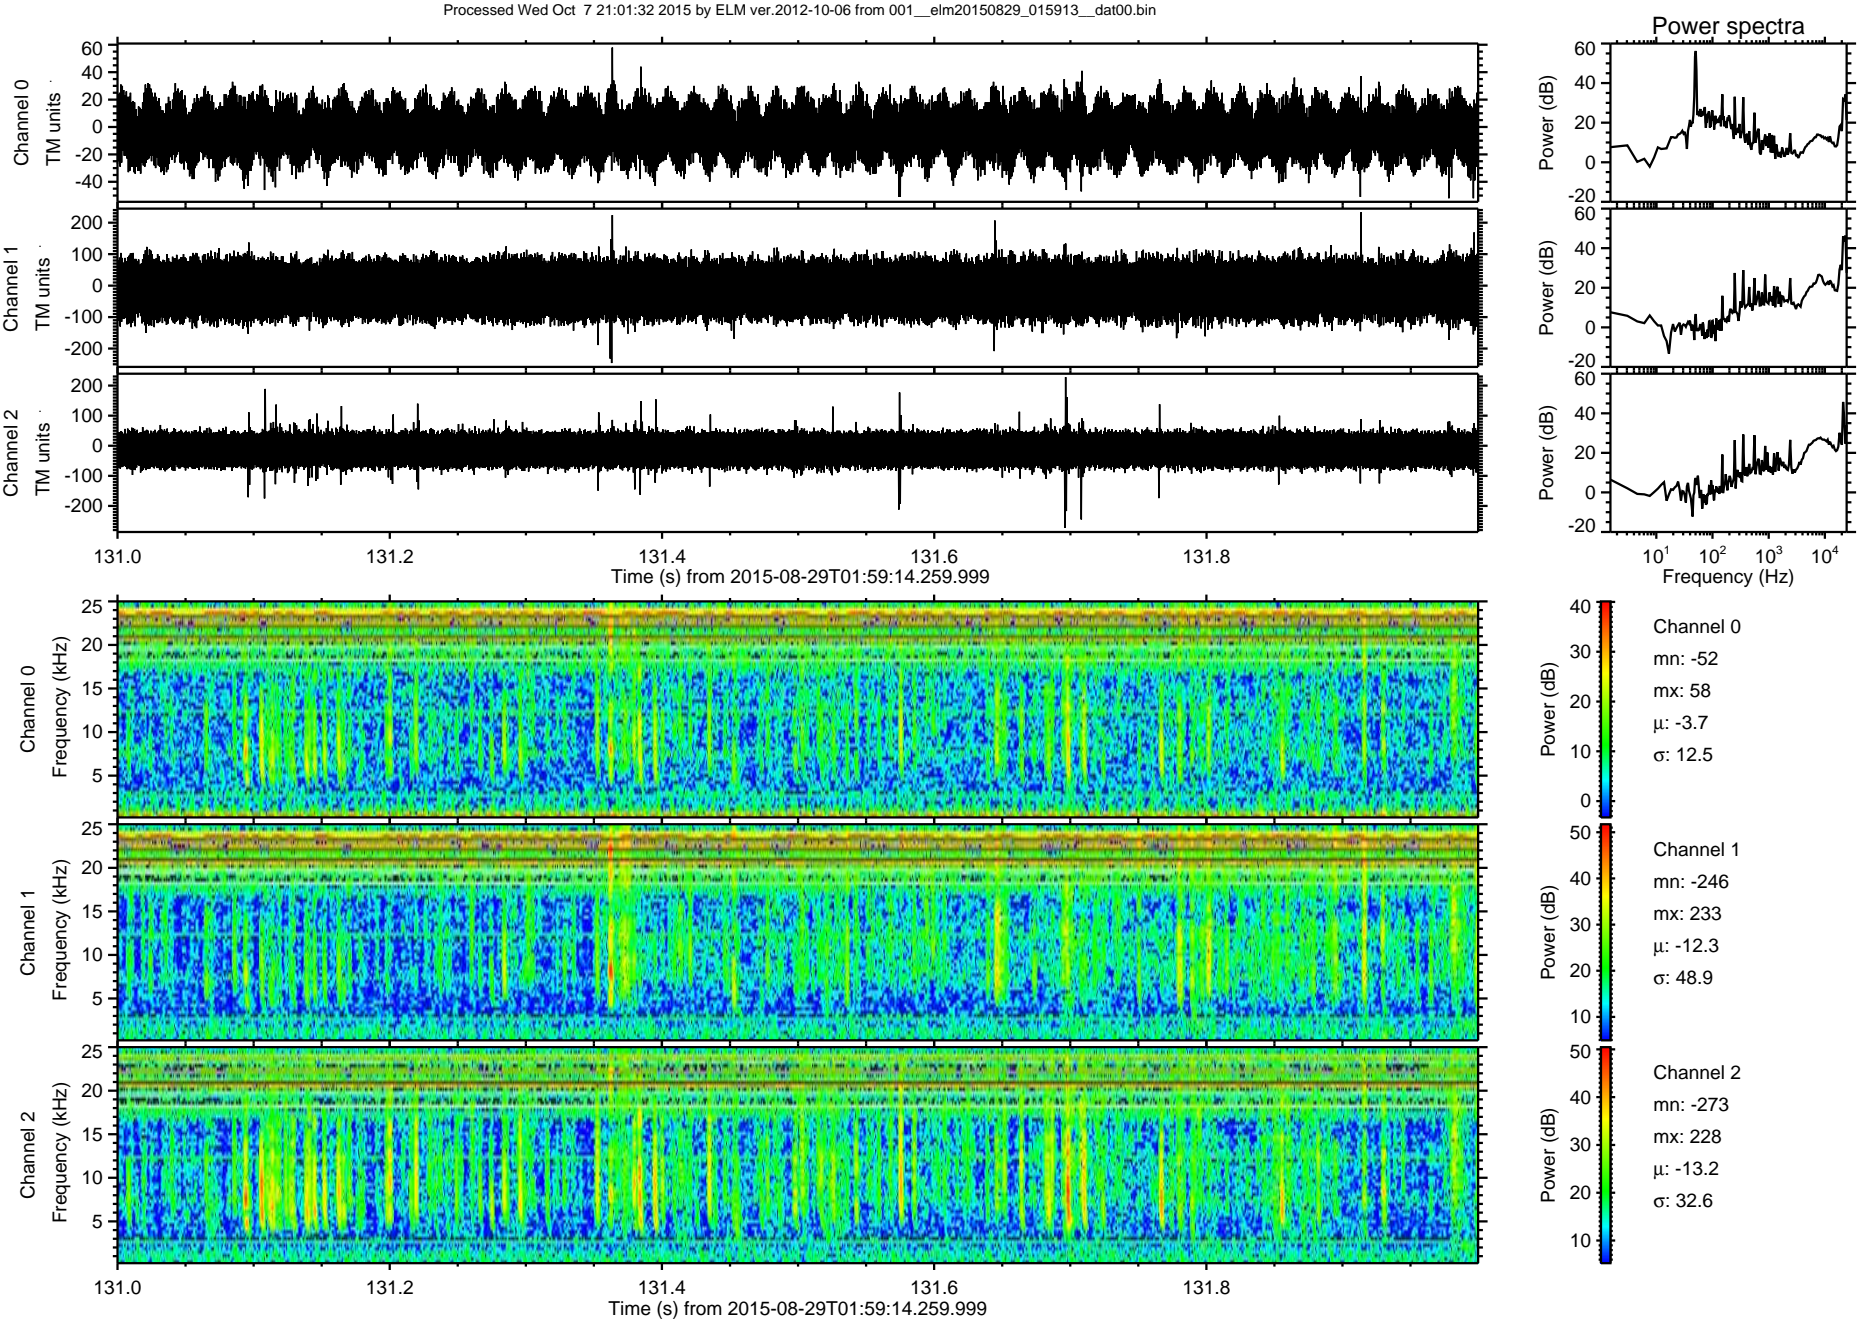 Processed Wed Oct  7 21:01:32 2015 by ELM ver.2012-10-06 from 001__elm20150829_015913__dat00.bin
Power spectra
Channel 0
TM units
60
40
20
0
-20
-40
Power (dB)
60
40
20
0
-20
Channel 1
TM units
200
100
0
-100
-200
Power (dB)
60
40
20
0
-20
Channel 2
TM units
200
100
0
-100
-200
Power (dB)
60
40
20
0
-20
131.0 131.2 131.4 131.6 131.8
Time (s) from 2015-08-29T01:59:14.259.999
10^1 10^2 10^3 10^4
Frequency (Hz)
Channel 0
Frequency (kHz)
25
20
15
10
5
Power (dB)
40
30
20
10
0
Channel 0
mn: -52
mx: 58
μ: -3.7
σ: 12.5
Channel 1
Frequency (kHz)
25
20
15
10
5
Power (dB)
50
40
30
20
10
Channel 1
mn: -246
mx: 233
μ: -12.3
σ: 48.9
Channel 2
Frequency (kHz)
25
20
15
10
5
Power (dB)
50
40
30
20
10
Channel 2
mn: -273
mx: 228
μ: -13.2
σ: 32.6
131.0 131.2 131.4 131.6 131.8
Time (s) from 2015-08-29T01:59:14.259.999